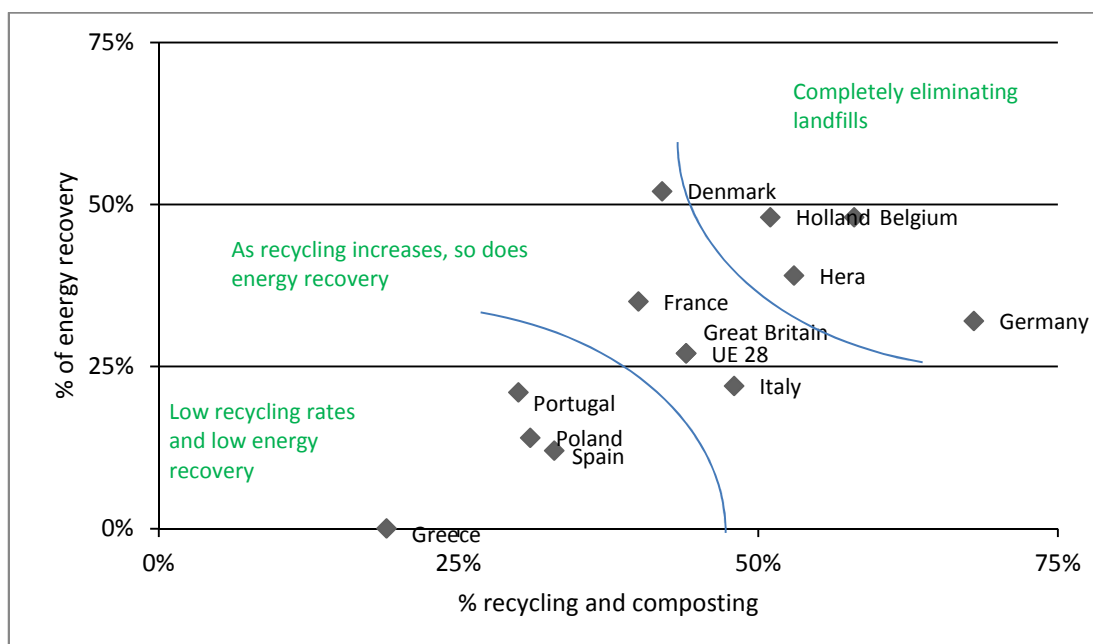 75%
Completely eliminating
landfills
Denmark
50%
Holland
Belgium
As recycling increases, so does
energy recovery
Hera
France
Germany
Great Britain
UE 28
25%
Italy
Portugal
Low recycling rates
and low energy
recovery
Poland
Spain
0%
Greece
% of energy recovery
0%
25%
50%
75%
% recycling and composting